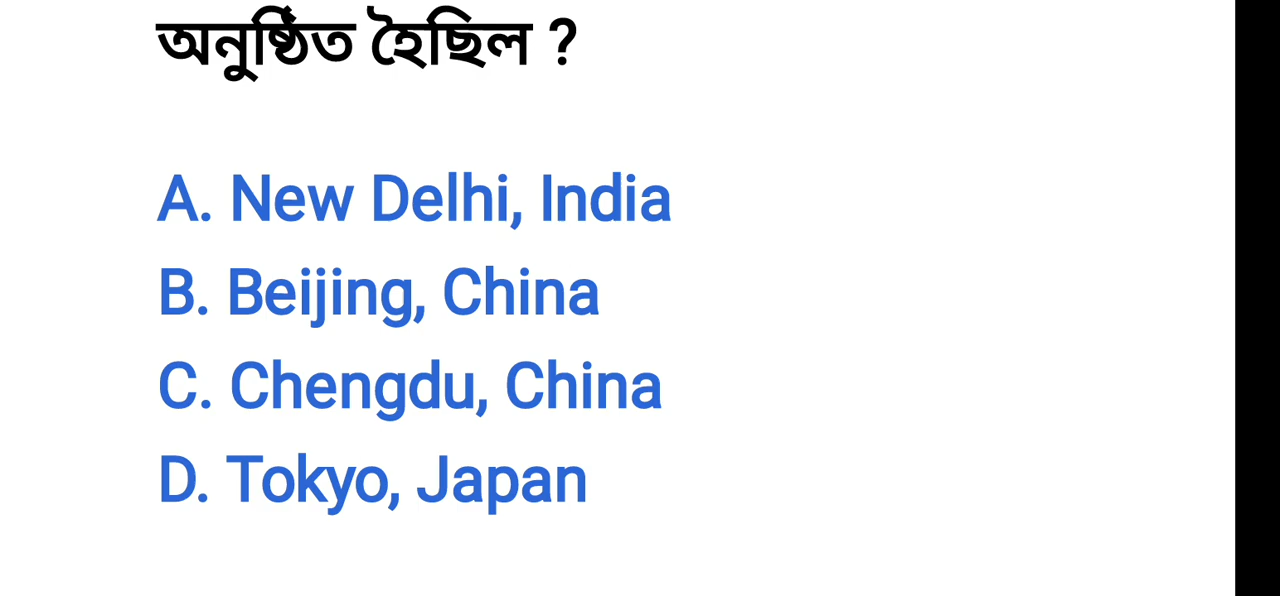 অনুষ্ঠিত হৈছিল ?
A. New Delhi, India
B. Beijing, China
C. Chengdu, China
D. Tokyo, Japan